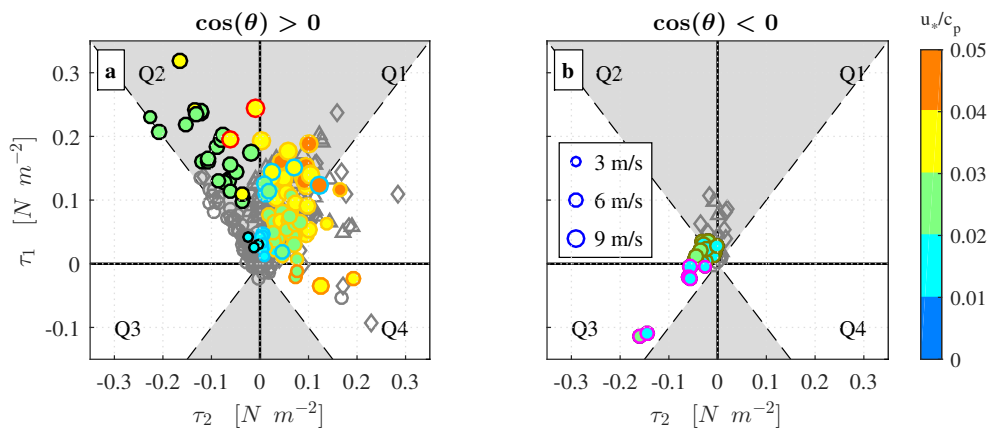 cos(θ) > 0
cos(θ) < 0
u*/c_p
a
Q2
Q1
Q3
Q4
0.3
0.2
0.1
0
-0.1
τ₁ [N m⁻²]
-0.3
-0.2
-0.1
0
0.1
0.2
0.3
τ₂ [N m⁻²]
b
Q2
Q1
3 m/s
6 m/s
9 m/s
Q3
Q4
-0.3
-0.2
-0.1
0
0.1
0.2
0.3
τ₂ [N m⁻²]
0.05
0.04
0.03
0.02
0.01
0